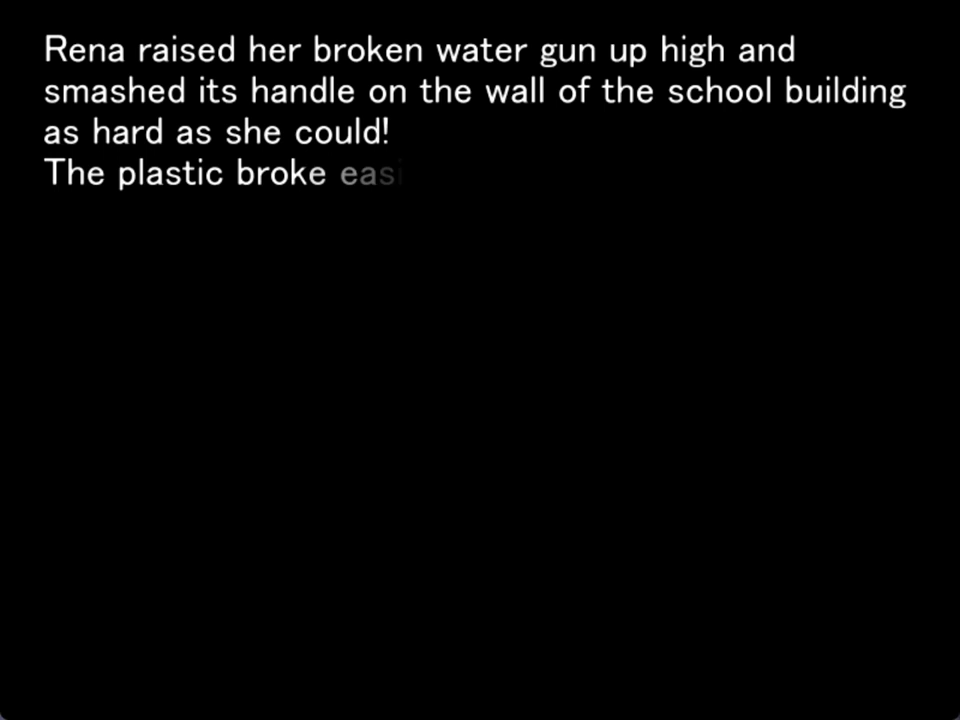 Rena raised her broken water gun up high and
smashed its handle on the wall of the school building
as hard as she could!
The plastic broke easi